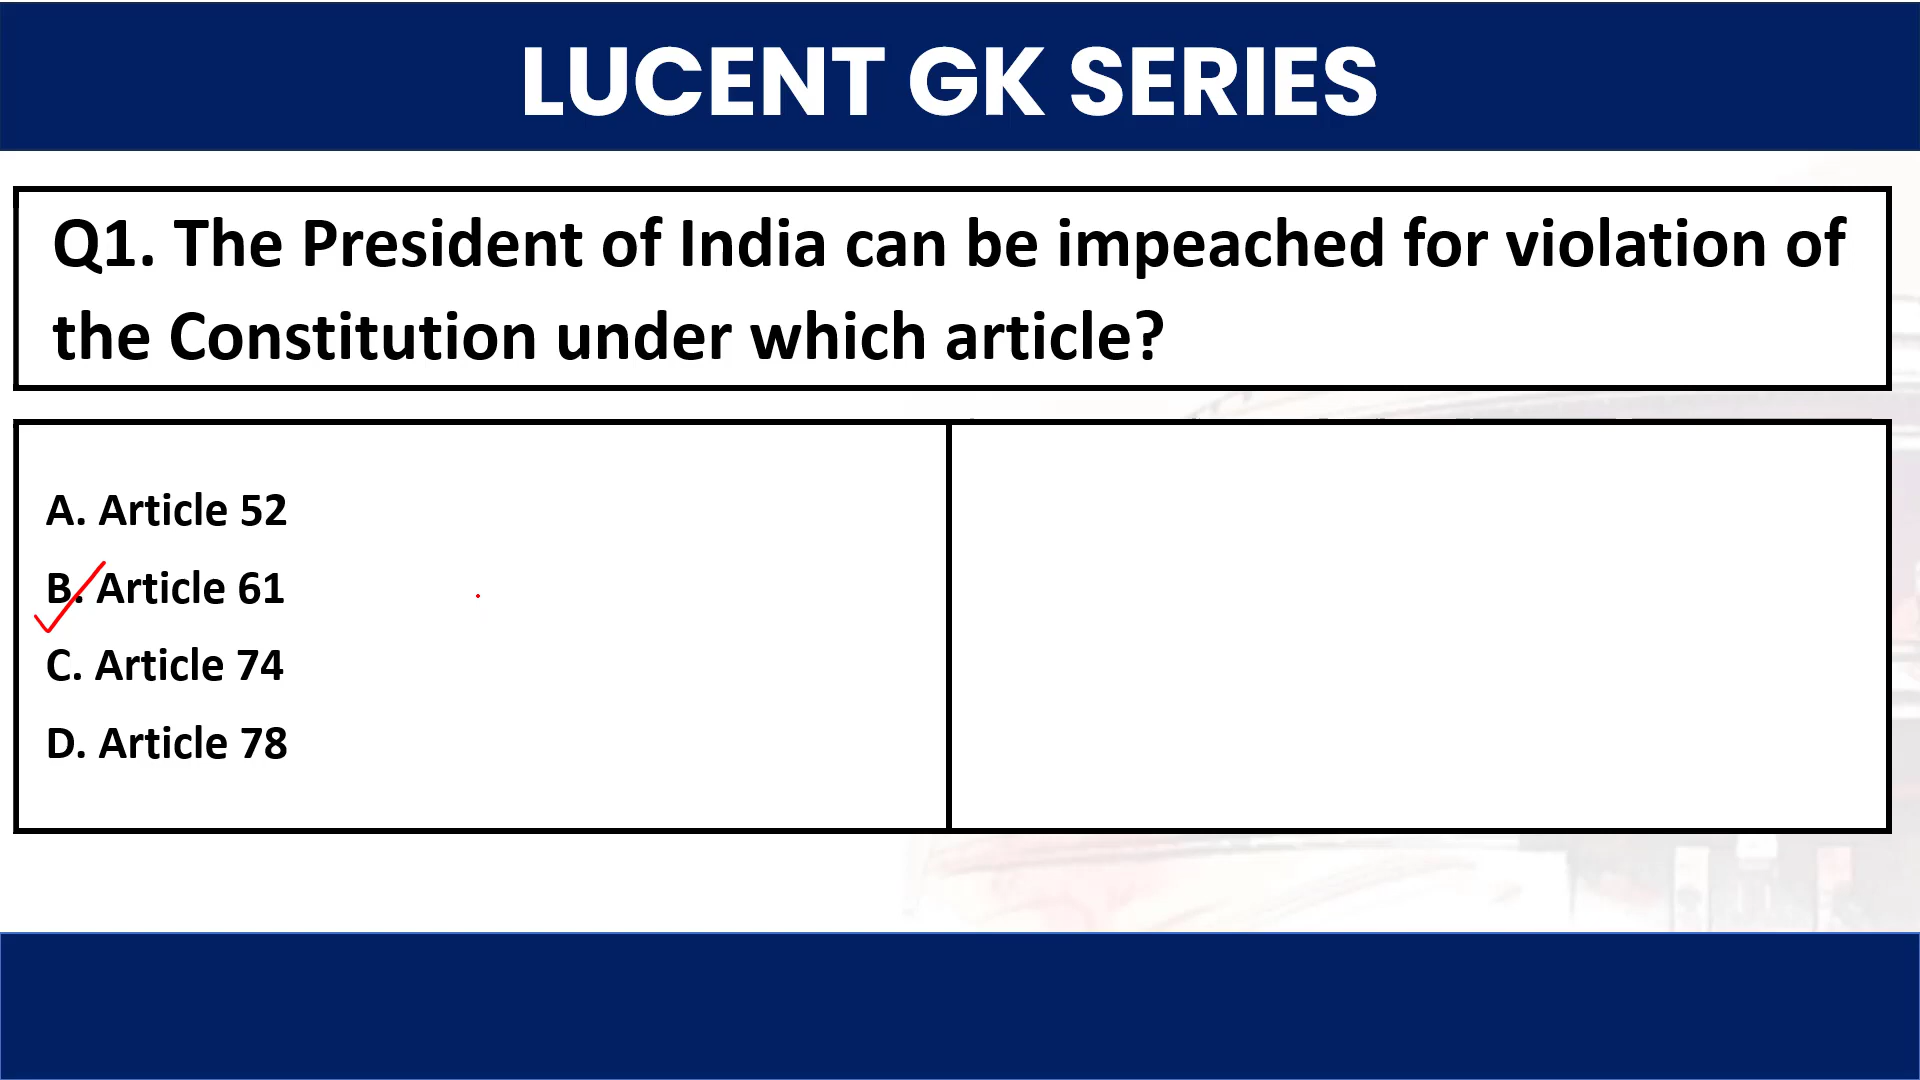 LUCENT GK SERIES
Q1. The President of India can be impeached for violation of
the Constitution under which article?
A. Article 52
B. Article 61
C. Article 74
D. Article 78